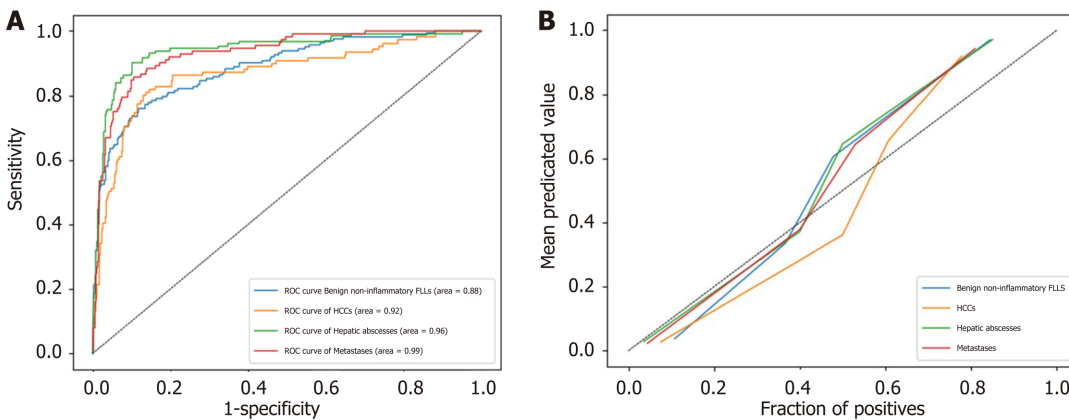 A
1.0
0.8
0.6
0.4
0.2
0.0
Sensitivity
0.0 0.2 0.4 0.6 0.8 1.0
1-specificity
ROC curve Benign non-inflammatory FLLs (area = 0.88)
ROC curve of HCCs (area = 0.92)
ROC curve of Hepatic abscesses (area = 0.96)
ROC curve of Metastases (area = 0.99)
B
1.0
0.8
0.6
0.4
0.2
0.0
Mean predicated value
0.0 0.2 0.4 0.6 0.8 1.0
Fraction of positives
Benign non-inflammatory FLLS
HCCs
Hepatic abscesses
Metastases